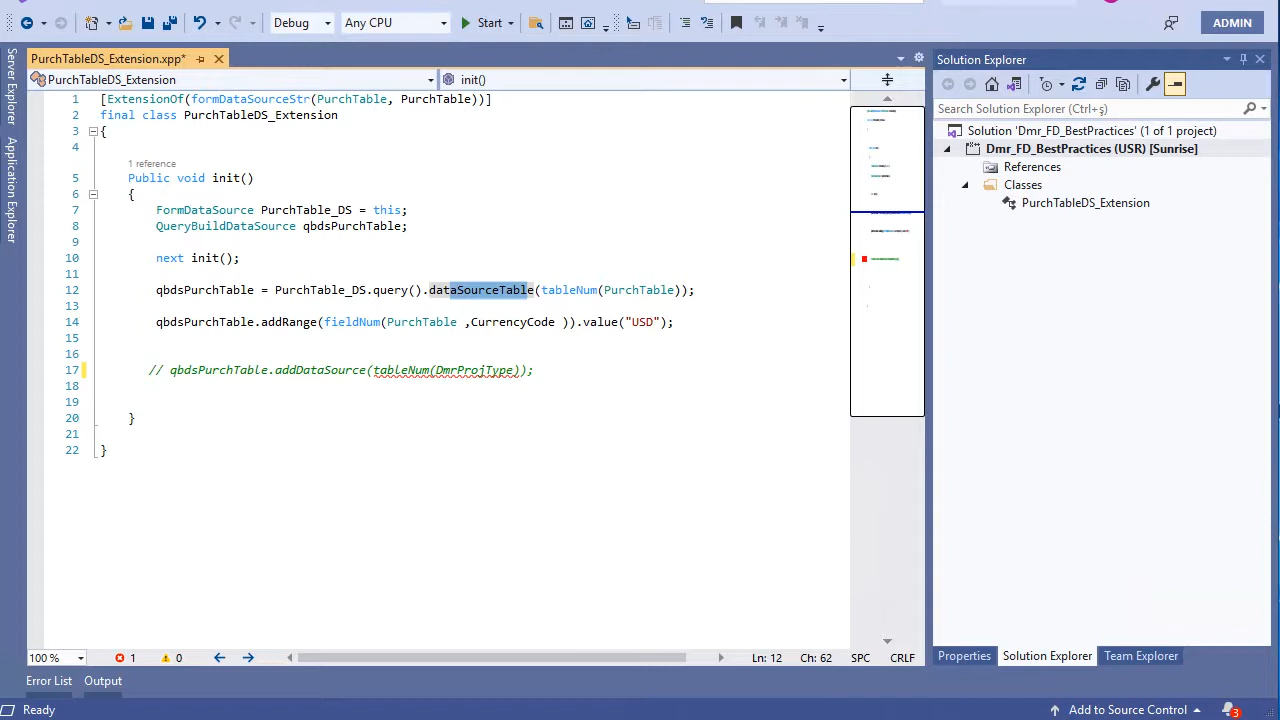 Debug
Any CPU
Start
ADMIN
Server Explorer
Application Explorer
PurchTableDS_Extension.xpp*
PurchTableDS_Extension
init()
1 [ExtensionOf(formDataSourceStr(PurchTable, PurchTable))]
2 final class PurchTableDS_Extension
3 {
4
1 reference
5 Public void init()
6 {
7 FormDataSource PurchTable_DS = this;
8 QueryBuildDataSource qbdsPurchTable;
9
10 next init();
11
12 qbdsPurchTable = PurchTable_DS.query().dataSourceTable(tableNum(PurchTable));
13
14 qbdsPurchTable.addRange(fieldNum(PurchTable ,CurrencyCode )).value("USD");
15
16
17 // qbdsPurchTable.addDataSource(tableNum(DmrProjType));
18
19
20 }
21
22 }
100 %
1
0
Ln: 12
Ch: 62
SPC
CRLF
Error List
Output
Ready
Solution Explorer
Search Solution Explorer (Ctrl+ş)
Solution 'Dmr_FD_BestPractices' (1 of 1 project)
Dmr_FD_BestPractices (USR) [Sunrise]
References
Classes
PurchTableDS_Extension
Properties
Solution Explorer
Team Explorer
Add to Source Control
3